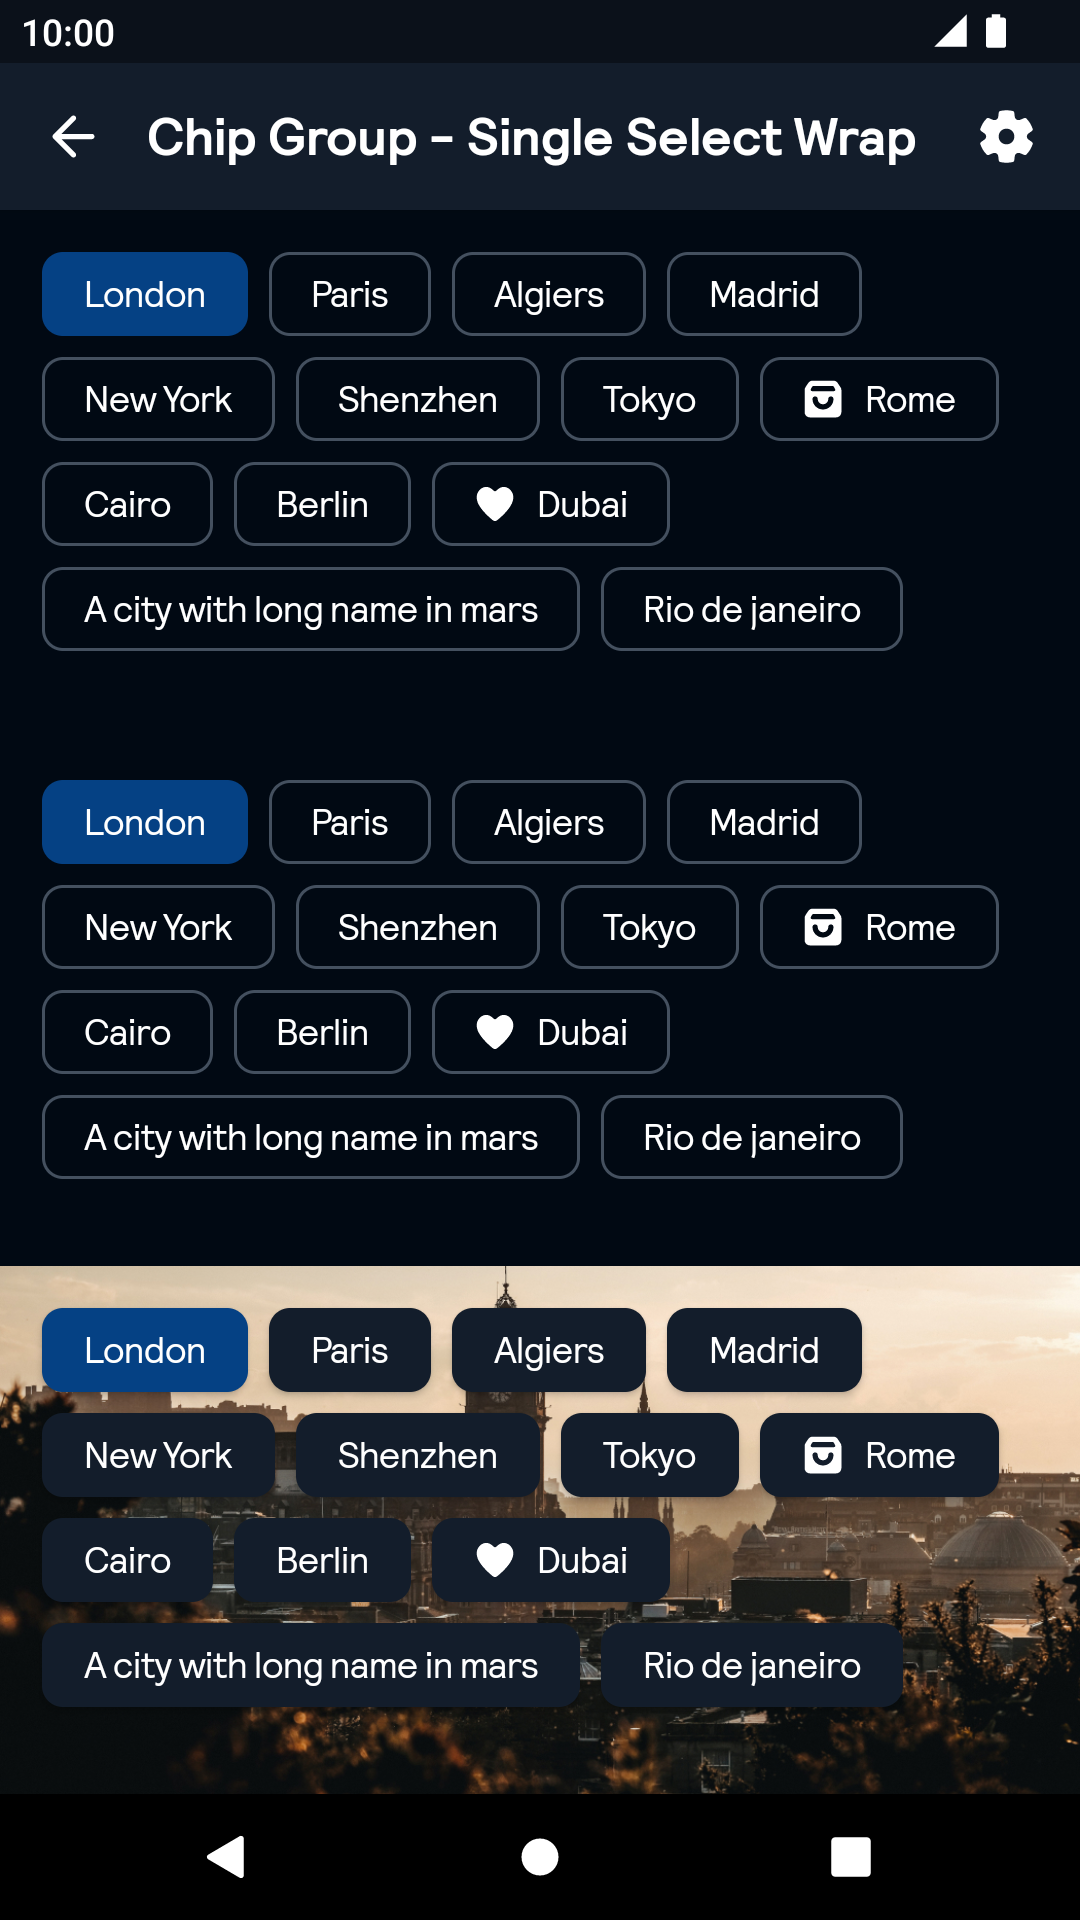 10:00
Chip Group - Single Select Wrap
London Paris Algiers Madrid
New York Shenzhen Tokyo Rome
Cairo Berlin Dubai
A city with long name in mars Rio de janeiro
London Paris Algiers Madrid
New York Shenzhen Tokyo Rome
Cairo Berlin Dubai
A city with long name in mars Rio de janeiro
London Paris Algiers Madrid
New York Shenzhen Tokyo Rome
Cairo Berlin Dubai
A city with long name in mars Rio de janeiro